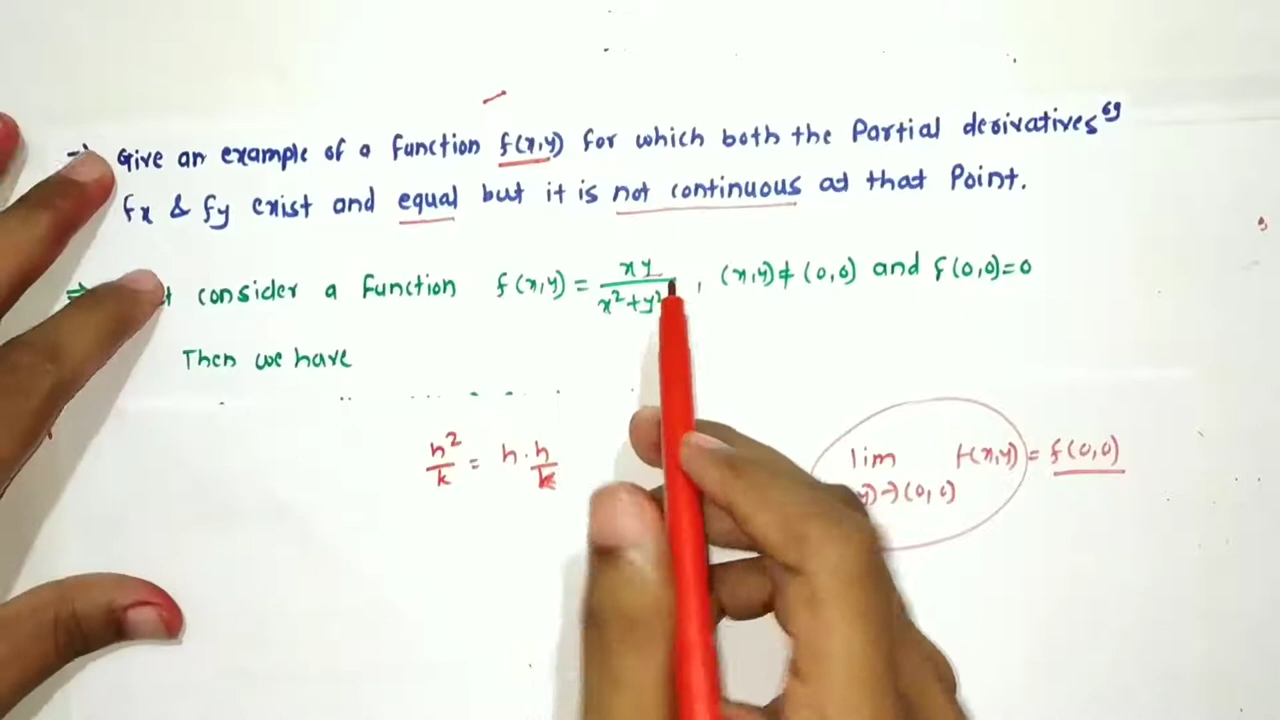 Give an example of a function f(x,y) for which both the Partial derivatives
fx & fy exist and equal but it is not continuous at that Point.
consider a function f(x,y) = xy / x²+y² , (x,y) ≠ (0,0) and f(0,0)=0
Then we have
h²/k = h · h/k
lim f(x,y) = f(0,0)
y)→(0,0)